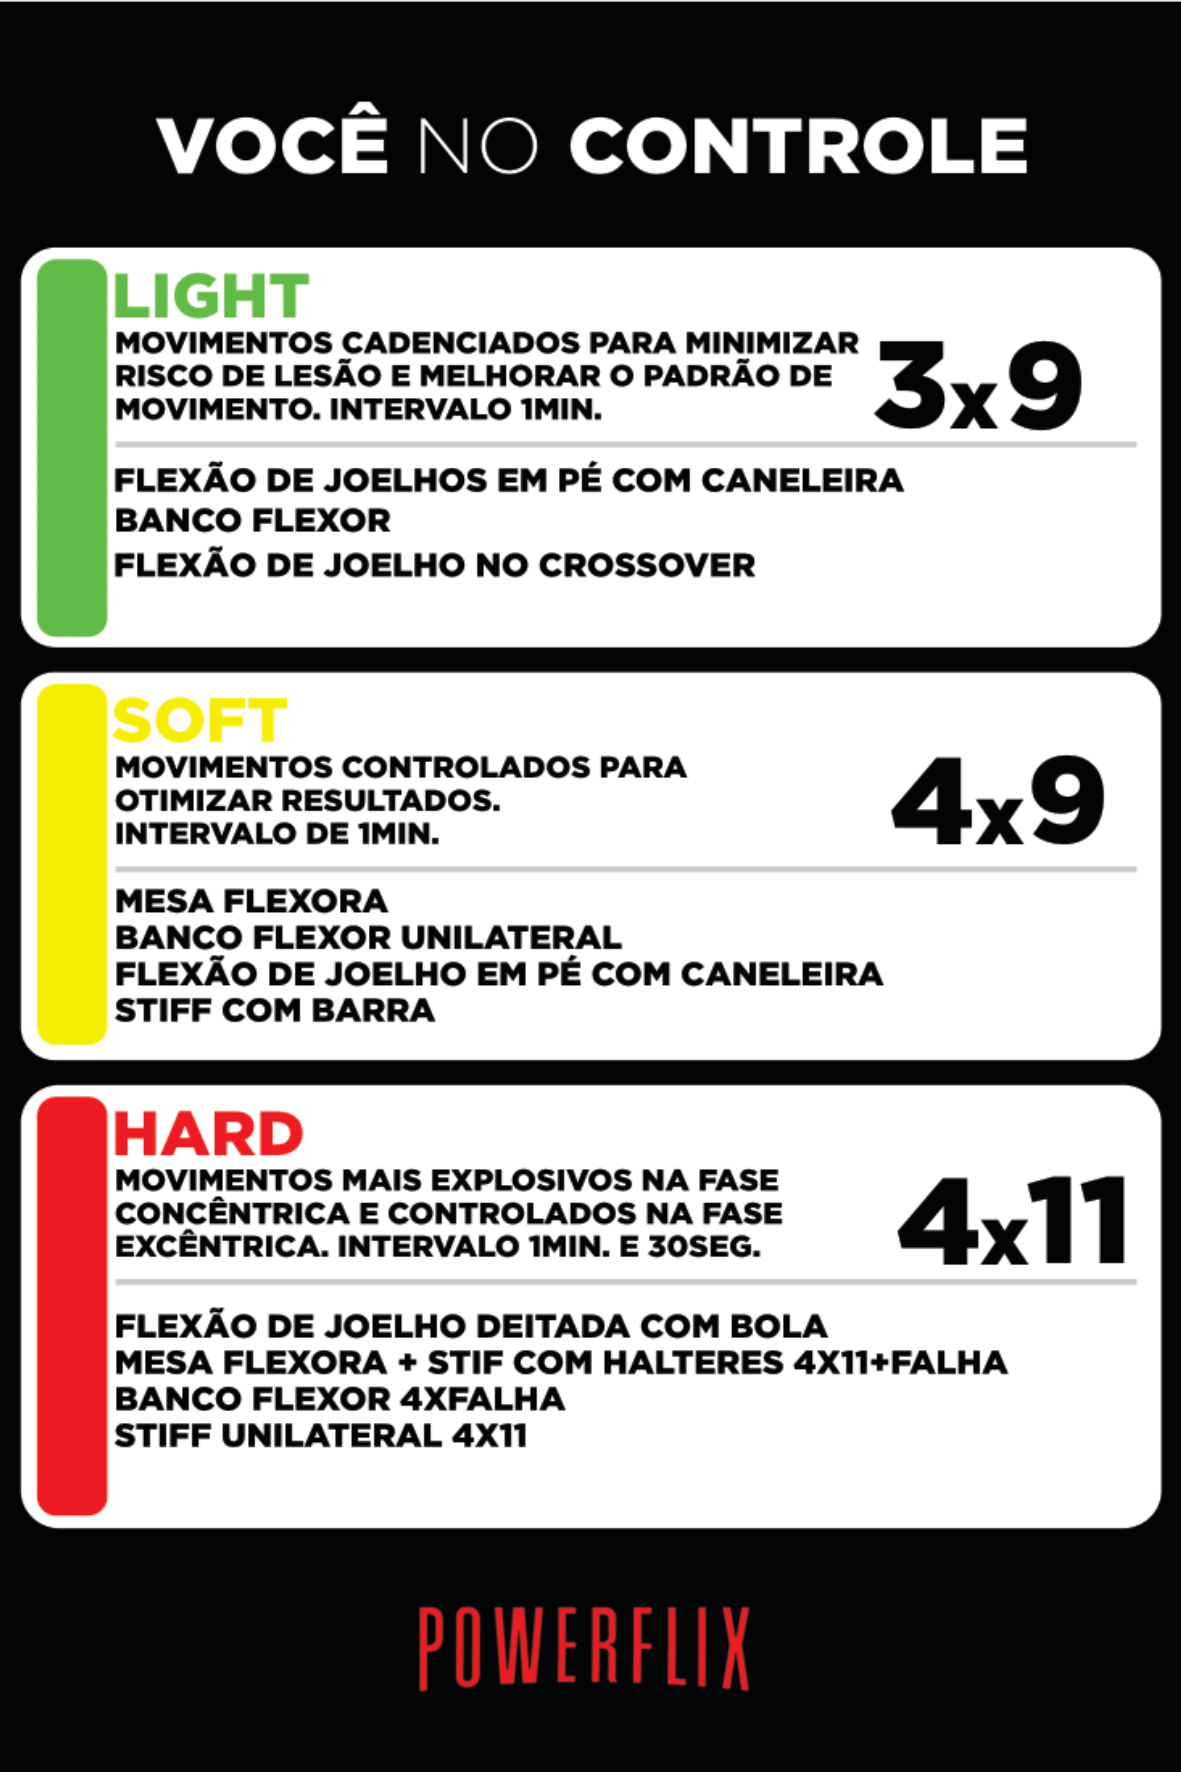 VOCÊ NO CONTROLE
LIGHT
MOVIMENTOS CADENCIADOS PARA MINIMIZAR
RISCO DE LESÃO E MELHORAR O PADRÃO DE
MOVIMENTO. INTERVALO 1MIN.
3x9
FLEXÃO DE JOELHOS EM PÉ COM CANELEIRA
BANCO FLEXOR
FLEXÃO DE JOELHO NO CROSSOVER
SOFT
MOVIMENTOS CONTROLADOS PARA
OTIMIZAR RESULTADOS.
INTERVALO DE 1MIN.
4x9
MESA FLEXORA
BANCO FLEXOR UNILATERAL
FLEXÃO DE JOELHO EM PÉ COM CANELEIRA
STIFF COM BARRA
HARD
MOVIMENTOS MAIS EXPLOSIVOS NA FASE
CONCÊNTRICA E CONTROLADOS NA FASE
EXCÊNTRICA. INTERVALO 1MIN. E 30SEG.
4x11
FLEXÃO DE JOELHO DEITADA COM BOLA
MESA FLEXORA + STIF COM HALTERES 4X11+FALHA
BANCO FLEXOR 4XFALHA
STIFF UNILATERAL 4X11
POWERFLIX